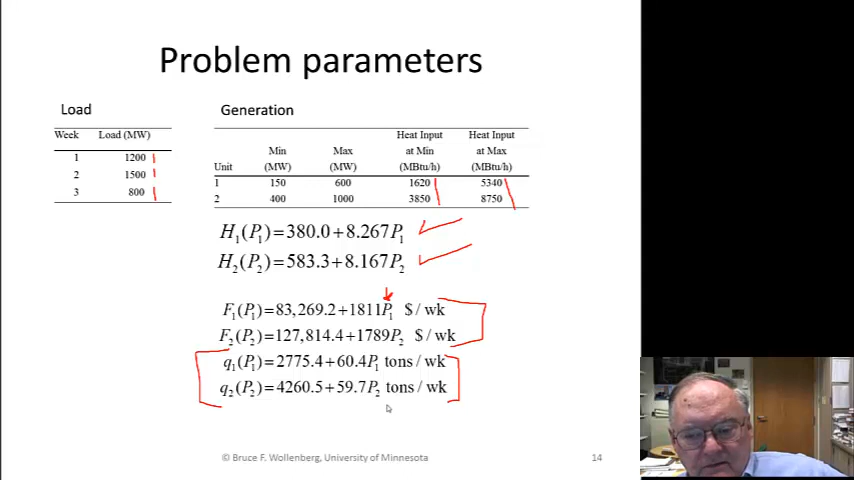 Problem parameters
Load
Generation
Week Load (MW)
1 1200
2 1500
3 800
Unit Min (MW) Max (MW) Heat Input at Min (MBtu/h) Heat Input at Max (MBtu/h)
1 150 600 1620 5340
2 400 1000 3850 8750
H₁(P₁)=380.0+8.267P₁
H₂(P₂)=583.3+8.167P₂
F₁(P₁)=83,269.2+1811P₁ $/wk
F₂(P₂)=127,814.4+1789P₂ $/wk
q₁(P₁)=2775.4+60.4P₁ tons/wk
q₂(P₂)=4260.5+59.7P₂ tons/wk
© Bruce F. Wollenberg, University of Minnesota
14